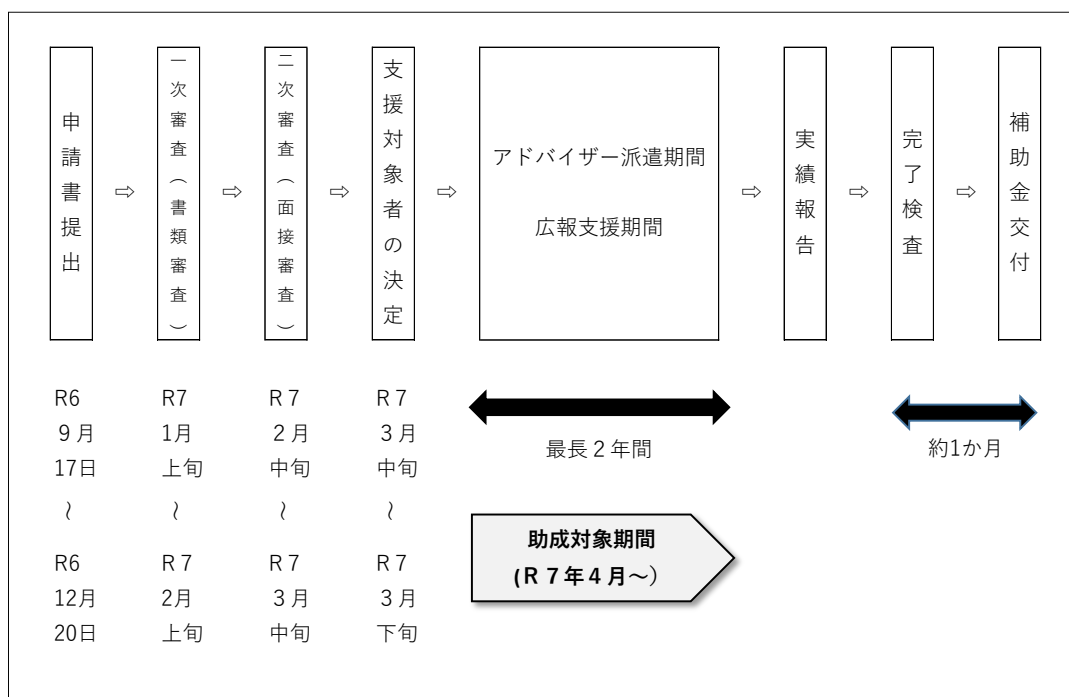 申請書提出
⇨
一次審査（書類審査）
⇨
二次審査（面接審査）
⇨
支援対象者の決定
⇨
アドバイザー派遣期間
広報支援期間
⇨
実績報告
⇨
完了検査
⇨
補助金交付
R6
９月
17日
～
R6
12月
20日
R7
1月
上旬
～
R７
2月
上旬
R７
２月
中旬
～
R７
３月
中旬
R７
３月
中旬
～
R７
３月
下旬
最長２年間
約1か月
助成対象期間
(R７年４月～）